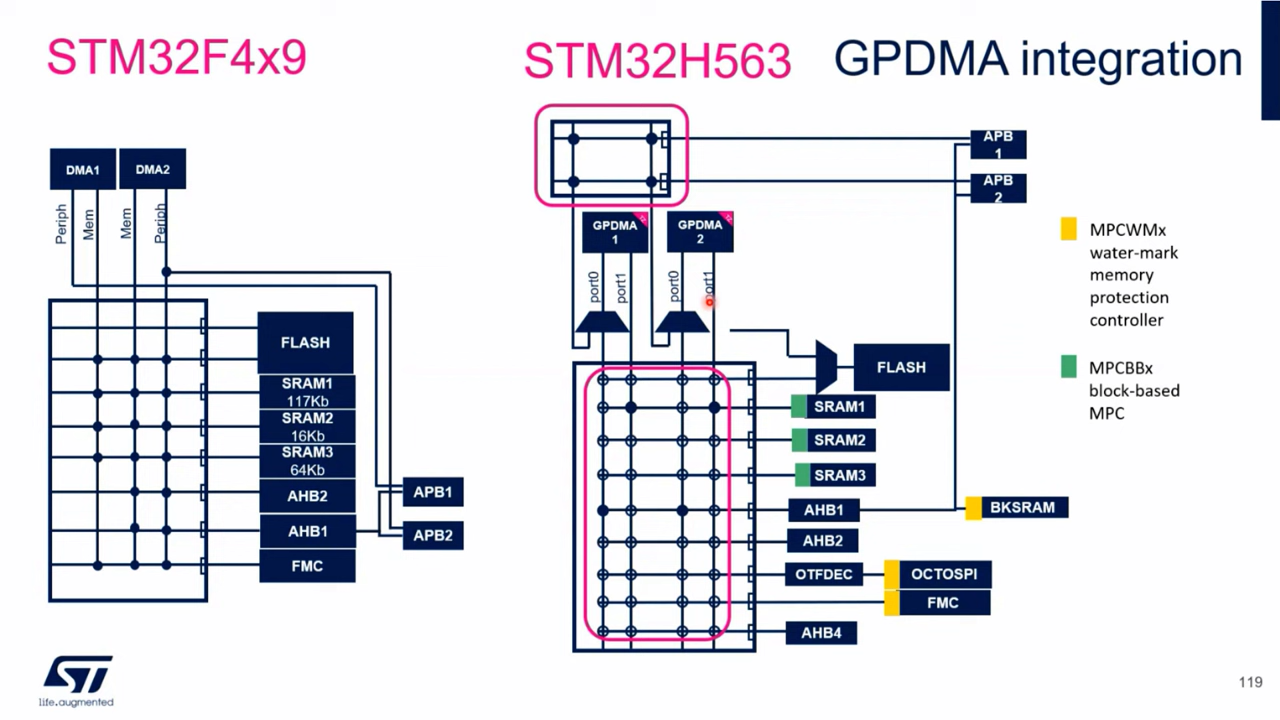 STM32F4x9
STM32H563
GPDMA integration
DMA1
DMA2
Periph
Mem
Mem
Periph
FLASH
SRAM1
117Kb
SRAM2
16Kb
SRAM3
64Kb
AHB2
AHB1
FMC
APB1
APB2
APB
1
APB
2
GPDMA
1
GPDMA
2
port0
port1
port0
port1
FLASH
SRAM1
SRAM2
SRAM3
AHB1
BKSRAM
AHB2
OTFDEC
OCTOSPI
FMC
AHB4
MPCWMx
water-mark
memory
protection
controller
MPCBBx
block-based
MPC
ST
life.augmented
119